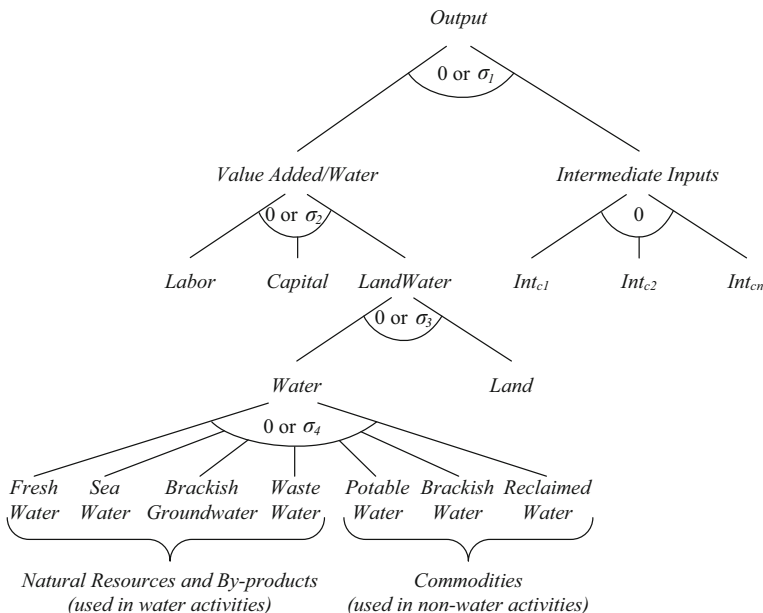 Output
0 or σ1
Value Added/Water
Intermediate Inputs
0 or σ2
0
Labor
Capital
LandWater
Intc1
Intc2
Intcn
0 or σ3
Water
Land
0 or σ4
Fresh
Water
Sea
Water
Brackish
Groundwater
Waste
Water
Potable
Water
Brackish
Water
Reclaimed
Water
Natural Resources and By-products
(used in water activities)
Commodities
(used in non-water activities)